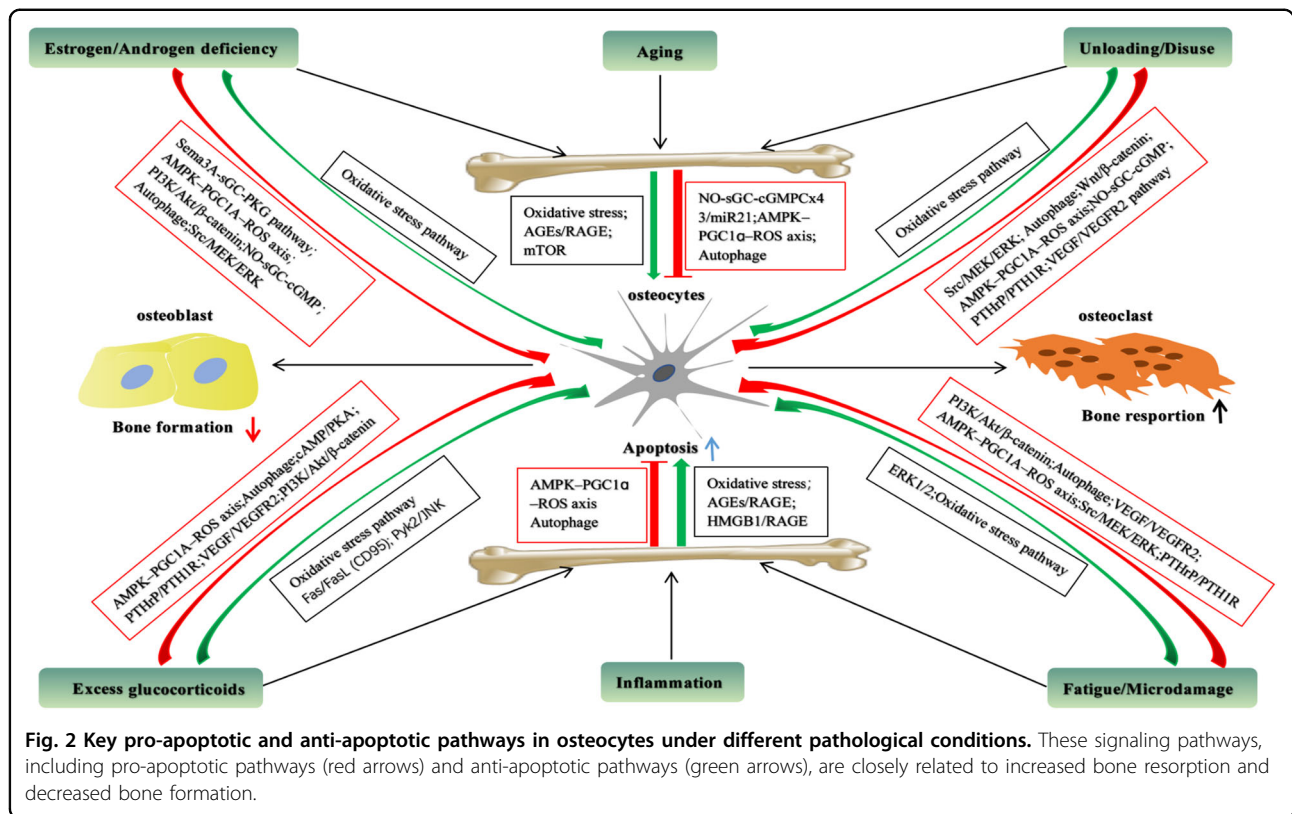 Estrogen/Androgen deficiency
Aging
Unloading/Disuse
Sema3A-sGC-PKG pathway;
AMPK–PGC1A–ROS axis;
PI3K/Akt/β-catenin;NO-sGC-cGMP;
Autophagy;Src/MEK/ERK
Oxidative stress pathway
Oxidative stress;
AGEs/RAGE;
mTOR
NO-sGC-cGMPCx4
3/miR21;AMPK–
PGC1α–ROS axis;
Autophagy
Oxidative stress pathway
Src/MEK/ERK; Autophage;Wnt/β-catenin;
AMPK–PGC1A–ROS axis;NO-sGC-cGMP;
PTHrP/PTH1R;VEGF/VEGFR2 pathway
osteocytes
osteoblast
osteoclast
Bone formation
Bone resportion
Apoptosis
AMPK–PGC1A–ROS axis;Autophage;cAMP/PKA;
PTHrP/PTH1R;VEGF/VEGFR2;PI3K/Akt/β-catenin
Oxidative stress pathway
Fas/FasL (CD95); Pyk2/JNK
AMPK–PGC1α
–ROS axis
Autophage
Oxidative stress;
AGEs/RAGE;
HMGB1/RAGE
ERK1/2;Oxidative stress pathway
PI3K/Akt/β-catenin;Autophage;VEGF/VEGFR2;
AMPK–PGC1A–ROS axis;Src/MEK/ERK;PTHrP/PTH1R
Excess glucocorticoids
Inflammation
Fatigue/Microdamage
Fig. 2 Key pro-apoptotic and anti-apoptotic pathways in osteocytes under different pathological conditions. These signaling pathways,
including pro-apoptotic pathways (red arrows) and anti-apoptotic pathways (green arrows), are closely related to increased bone resorption and
decreased bone formation.